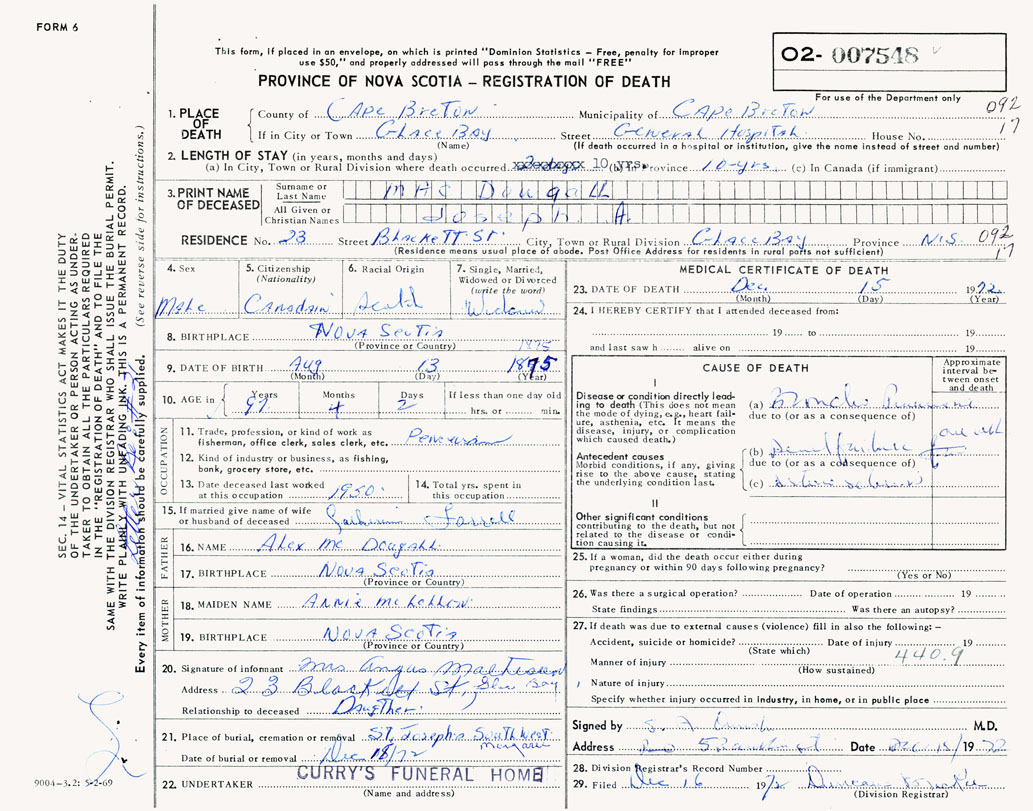 FORM 6
This form, if placed in an envelope, on which is printed "Dominion Statistics – Free, penalty for improper
use $50," and properly addressed will pass through the mail "FREE"
PROVINCE OF NOVA SCOTIA – REGISTRATION OF DEATH
O2- 007548
For use of the Department only
092
17
1. PLACE OF DEATH
County of CAPE BRETON Municipality of CAPE BRETON
If in City or Town GLACE BAY Street General Hospital House No.
(Name) (If death occurred in a hospital or institution, give the name instead of street and number)
2. LENGTH OF STAY (in years, months and days)
(a) In City, Town or Rural Division where death occurred 10 yrs. (b) In Province 10-yrs (c) In Canada (if immigrant)
3. PRINT NAME OF DECEASED
Surname or Last Name Mac Dougall
All Given or Christian Names Joseph A.
RESIDENCE No. 23 Street Blackett St. City, Town or Rural Division Glace Bay Province N.S. 092
(Residence means usual place of abode. Post Office Address for residents in rural parts not sufficient) 17
4. Sex Male
5. Citizenship (Nationality) Canadain
6. Racial Origin Scotch
7. Single, Married, Widowed or Divorced (write the word) Widower
8. BIRTHPLACE NOVA Scotia
(Province or Country) 1875
9. DATE OF BIRTH Aug 13 1875
(Month) (Day) (Year)
10. AGE in Years Months Days If less than one day old
97 4 2 hrs. or min.
OCCUPATION
11. Trade, profession, or kind of work as
fisherman, office clerk, sales clerk, etc.
12. Kind of industry or business, as fishing,
bank, grocery store, etc.
13. Date deceased last worked
at this occupation 1950
14. Total yrs. spent in
this occupation
15. If married give name of wife
or husband of deceased Farrell
FATHER
16. NAME Alex Mc Dougall
17. BIRTHPLACE NOVA Scotia
(Province or Country)
MOTHER
18. MAIDEN NAME Annie McLellan
19. BIRTHPLACE NOVA Scotia
(Province or Country)
20. Signature of informant Mrs Angus
Address 23 Blackett St, Glace Bay
Relationship to deceased Daugther
21. Place of burial, cremation or removal St. Josephs Southwest
Margaree
Date of burial or removal Dec 18/72
22. UNDERTAKER CURRY'S FUNERAL HOME
(Name and address)
MEDICAL CERTIFICATE OF DEATH
23. DATE OF DEATH Dec. 15 1972
(Month) (Day) (Year)
24. I HEREBY CERTIFY that I attended deceased from:
19 to 19
and last saw h alive on 19
CAUSE OF DEATH
Approximate interval between onset and death
I
Disease or condition directly leading to death (This does not
mean the mode of dying, e.g., heart failure, asthenia, etc. It means the
disease, injury, or complication
which caused death.)
(a) Broncho Pneumonia
due to (or as a consequence of)
Antecedent causes
Morbid conditions, if any, giving
rise to the above cause, stating
the underlying condition last.
(b)
due to (or as a consequence of)
(c)
II
Other significant conditions
contributing to the death, but not
related to the disease or condition causing it.
25. If a woman, did the death occur either during
pregnancy or within 90 days following pregnancy?
(Yes or No)
26. Was there a surgical operation? Date of operation 19
State findings Was there an autopsy?
27. If death was due to external causes (violence) fill in also the following: –
Accident, suicide or homicide? Date of injury 19
(State which)
440.9
Manner of injury
(How sustained)
Nature of injury
Specify whether injury occurred in industry, in home, or in public place
Signed by M.D.
Address Date Dec 15/1972
28. Division Registrar's Record Number
29. Filed Dec 16 1972
(Division Registrar)
SEC. 14 – VITAL STATISTICS ACT MAKES IT THE DUTY
OF THE UNDERTAKER OR PERSON ACTING AS UNDER-
TAKER TO OBTAIN ALL THE PARTICULARS REQUIRED
IN THE "REGISTRATION OF DEATH" AND TO FILE THE
SAME WITH THE DIVISION REGISTRAR WHO SHALL ISSUE THE BURIAL PERMIT.
WRITE PLAINLY WITH UNFADING INK. THIS IS A PERMANENT RECORD.
Every item of information should be carefully supplied. (See reverse side for instructions.)
9004-3.2: 5-2-69